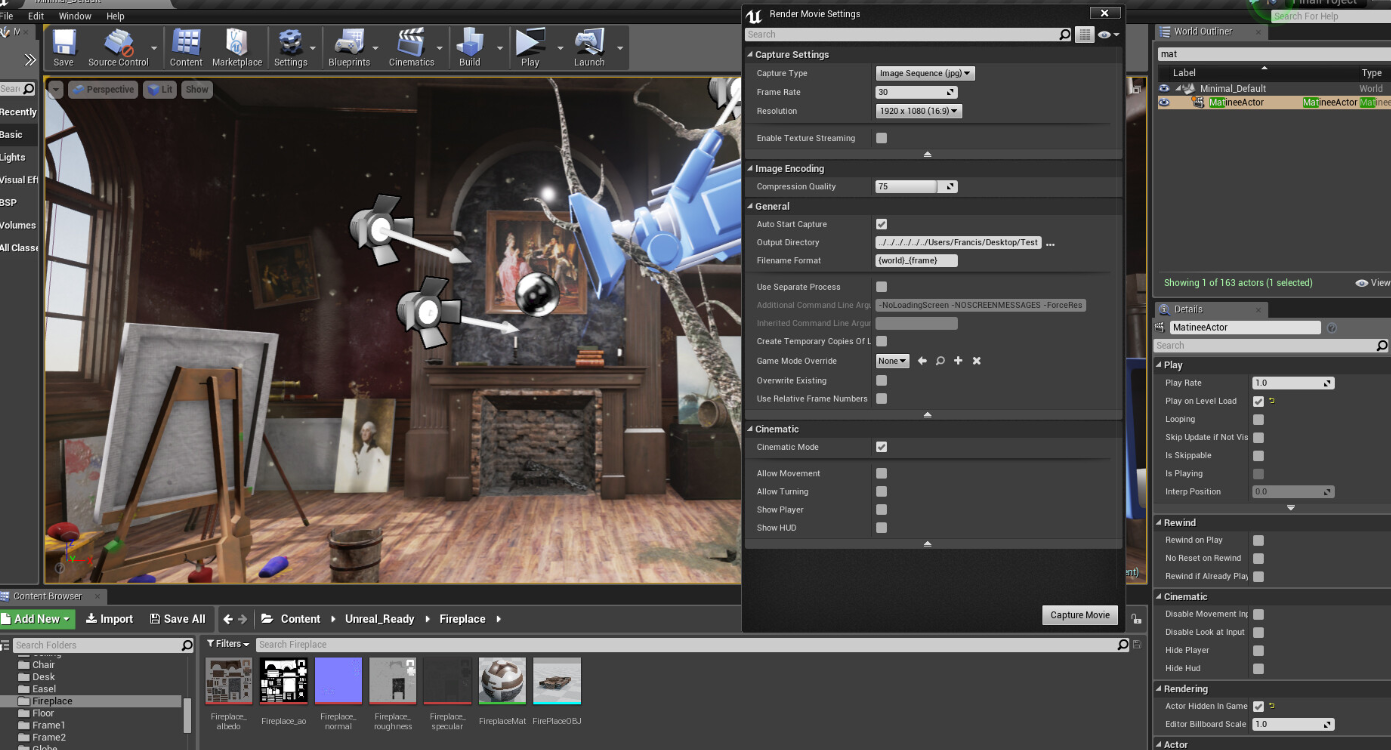 Minimal_Default
File Edit Window Help
Save Source Control Content Marketplace Settings Blueprints Cinematics Build Play Launch
Perspective Lit Show
Recently
Basic
Lights
Visual Eff
BSP
Volumes
All Classe
Render Movie Settings
Search
Capture Settings
Capture Type Image Sequence (jpg)
Frame Rate 30
Resolution 1920 x 1080 (16:9)
Enable Texture Streaming
Image Encoding
Compression Quality 75
General
Auto Start Capture
Output Directory ../../../../../../Users/Francis/Desktop/Test ...
Filename Format {world}_{frame}
Use Separate Process
Additional Command Line Argu -NoLoadingScreen -NOSCREENMESSAGES -ForceRes
Inherited Command Line Argur
Create Temporary Copies Of L
Game Mode Override None
Overwrite Existing
Use Relative Frame Numbers
Cinematic
Cinematic Mode
Allow Movement
Allow Turning
Show Player
Show HUD
Capture Movie
Search For Help
World Outliner
mat
Label Type
Minimal_Default World
MatineeActor MatineeActor Matinee
Showing 1 of 163 actors (1 selected) View
Details
MatineeActor
Search
Play
Play Rate 1.0
Play on Level Load
Looping
Skip Update if Not Vis
Is Skippable
Is Playing
Interp Position 0.0
Rewind
Rewind on Play
No Reset on Rewind
Rewind if Already Play
Cinematic
Disable Movement Inp
Disable Look at Input
Hide Player
Hide Hud
Rendering
Actor Hidden In Game
Editor Billboard Scale 1.0
Actor
Content Browser
Add New Import Save All Content Unreal_Ready Fireplace
Search Folders
Filters Search Fireplace
Chair
Desk
Easel
Fireplace
Floor
Frame1
Frame2
Globe
Fireplace_albedo Fireplace_ao Fireplace_normal Fireplace_roughness Fireplace_specular FireplaceMat FirePlaceOBJ